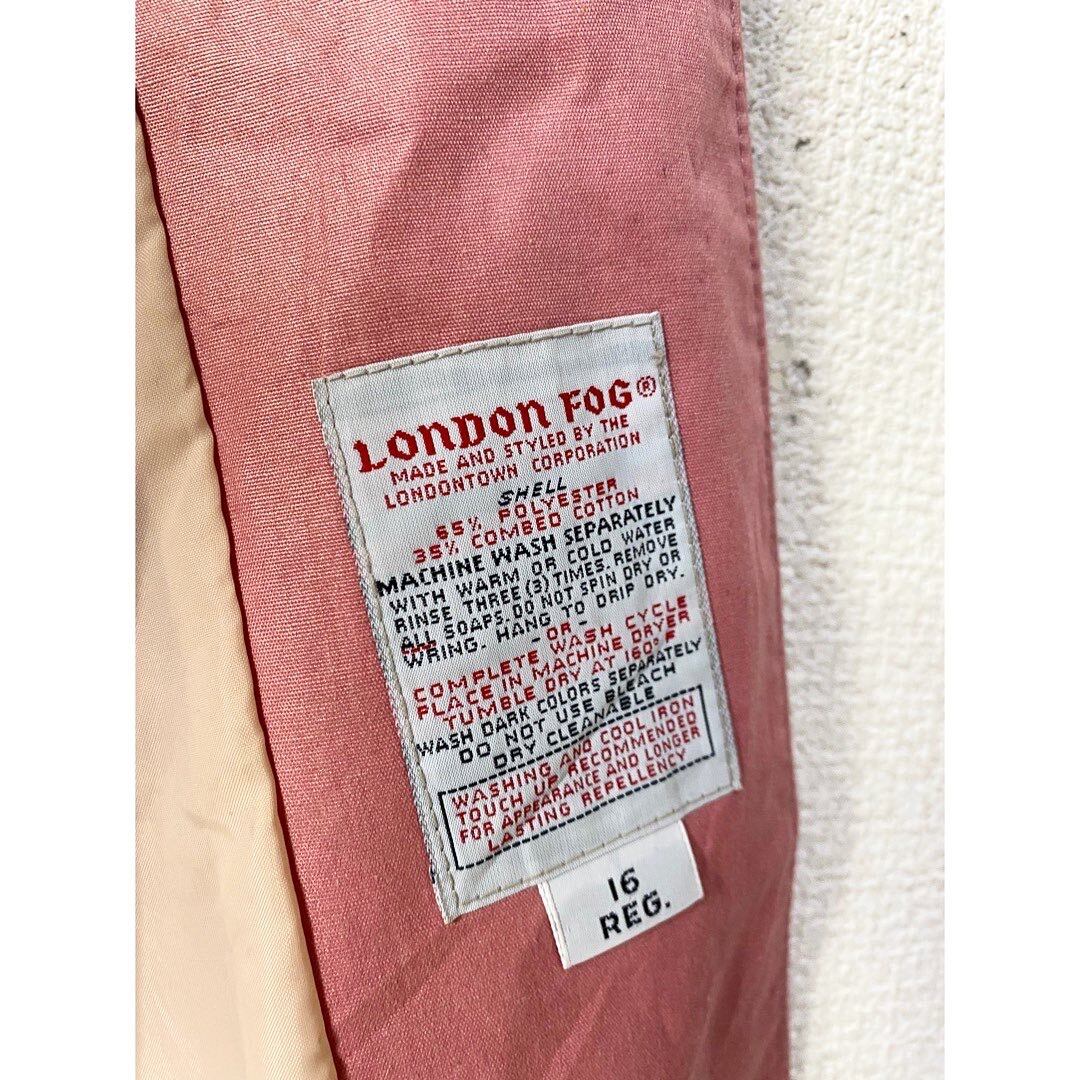 LONDON FOG®
MADE AND STYLED BY THE
LONDONTOWN CORPORATION
SHELL
65% POLYESTER
35% COMBED COTTON
MACHINE WASH SEPARATELY
WITH WARM OR COLD WATER
RINSE THREE (3) TIMES. REMOVE
ALL SOAPS. DO NOT SPIN DRY OR
WRING. HANG TO DRIP DRY.
- OR -
COMPLETE WASH CYCLE
PLACE IN MACHINE DRYER
TUMBLE DRY AT 160° F
WASH DARK COLORS SEPARATELY
DO NOT USE BLEACH
DRY CLEANABLE
WASHING AND COOL IRON
TOUCH UP RECOMMENDED
FOR APPEARANCE AND LONGER
LASTING REPELLENCY
16
REG.